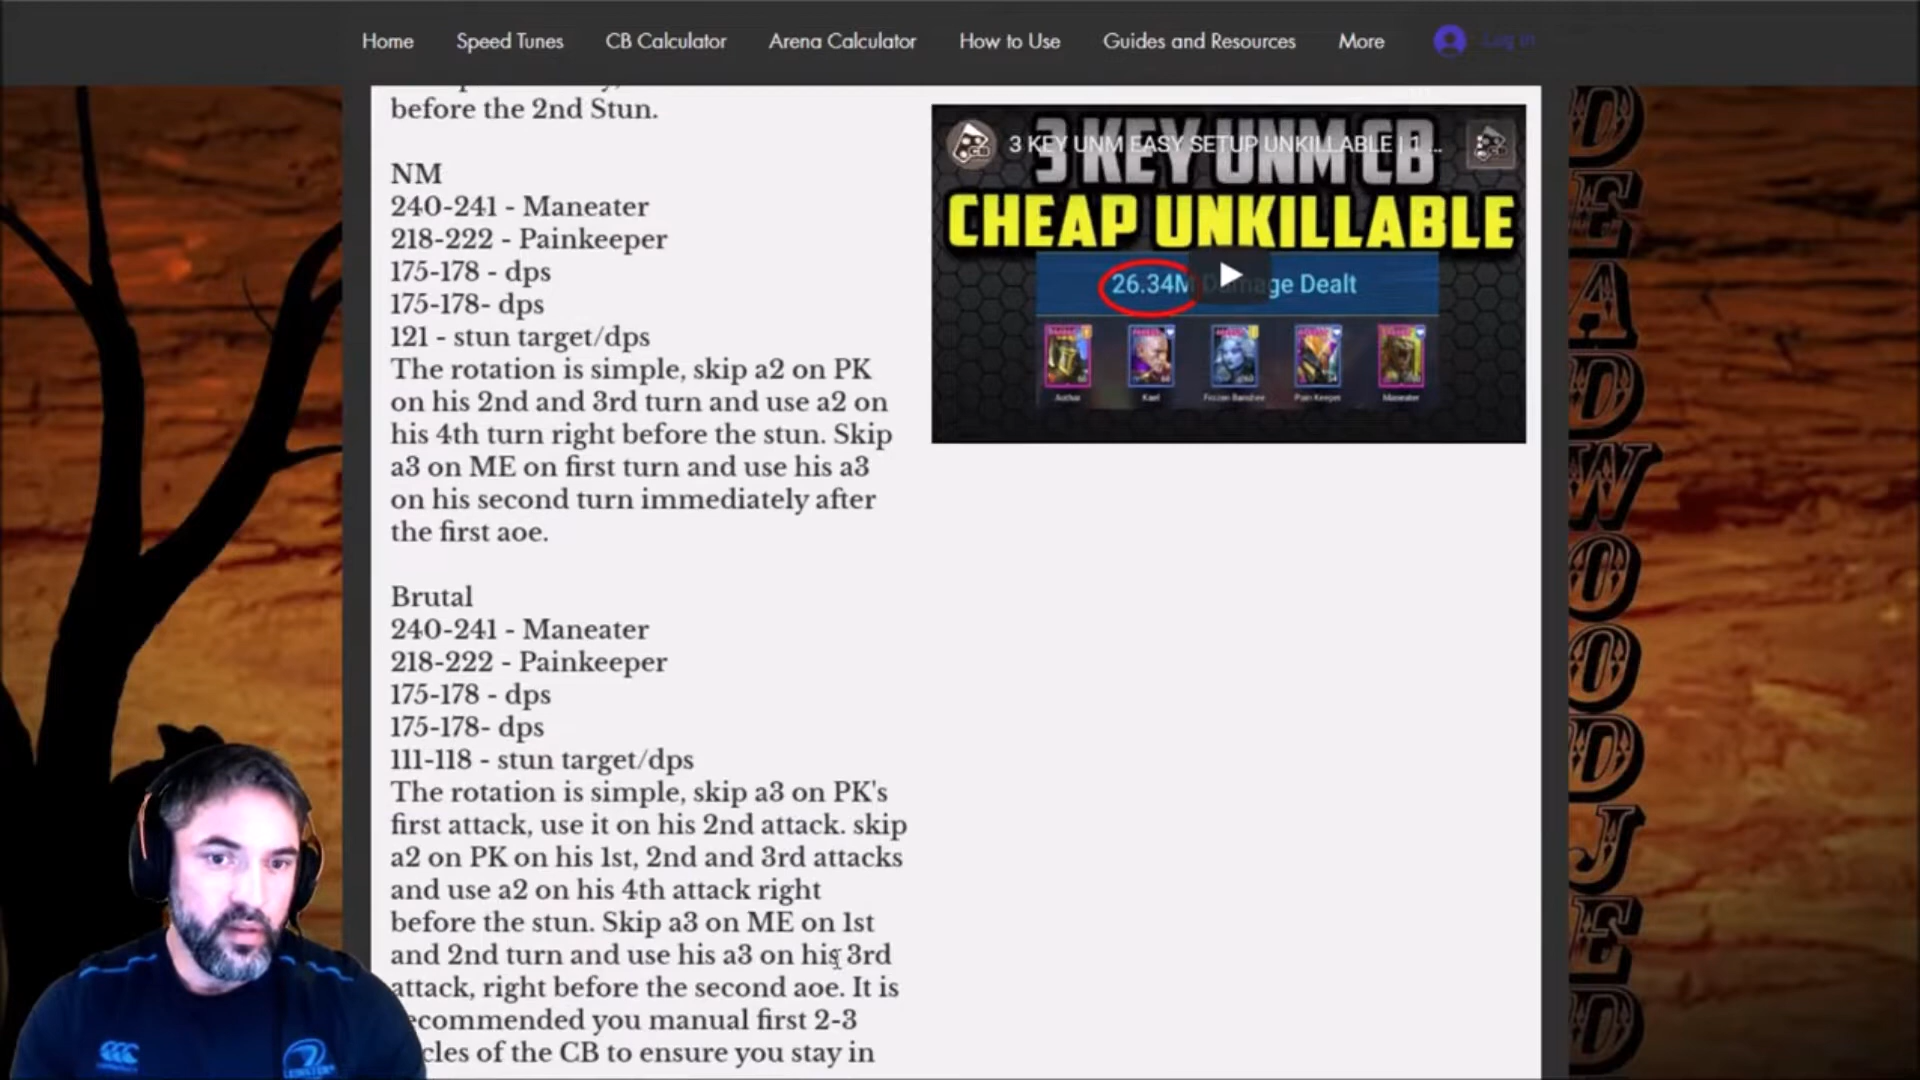 Home Speed Tunes CB Calculator Arena Calculator How to Use Guides and Resources More Log In
before the 2nd Stun.
NM
240-241 - Maneater
218-222 - Painkeeper
175-178 - dps
175-178- dps
121 - stun target/dps
The rotation is simple, skip a2 on PK
on his 2nd and 3rd turn and use a2 on
his 4th turn right before the stun. Skip
a3 on ME on first turn and use his a3
on his second turn immediately after
the first aoe.
Brutal
240-241 - Maneater
218-222 - Painkeeper
175-178 - dps
175-178- dps
111-118 - stun target/dps
The rotation is simple, skip a3 on PK's
first attack, use it on his 2nd attack. skip
a2 on PK on his 1st, 2nd and 3rd attacks
and use a2 on his 4th attack right
before the stun. Skip a3 on ME on 1st
and 2nd turn and use his a3 on his 3rd
attack, right before the second aoe. It is
ecommended you manual first 2-3
cles of the CB to ensure you stay in
3 KEY UNM EASY SETUP UNKILLABLE | 1 ...
3 KEY UNM CB
CHEAP UNKILLABLE
26.34M Damage Dealt
Kael Frozen Banshee Pain Keeper Maneater
DEADWOODJED
LEINSTER